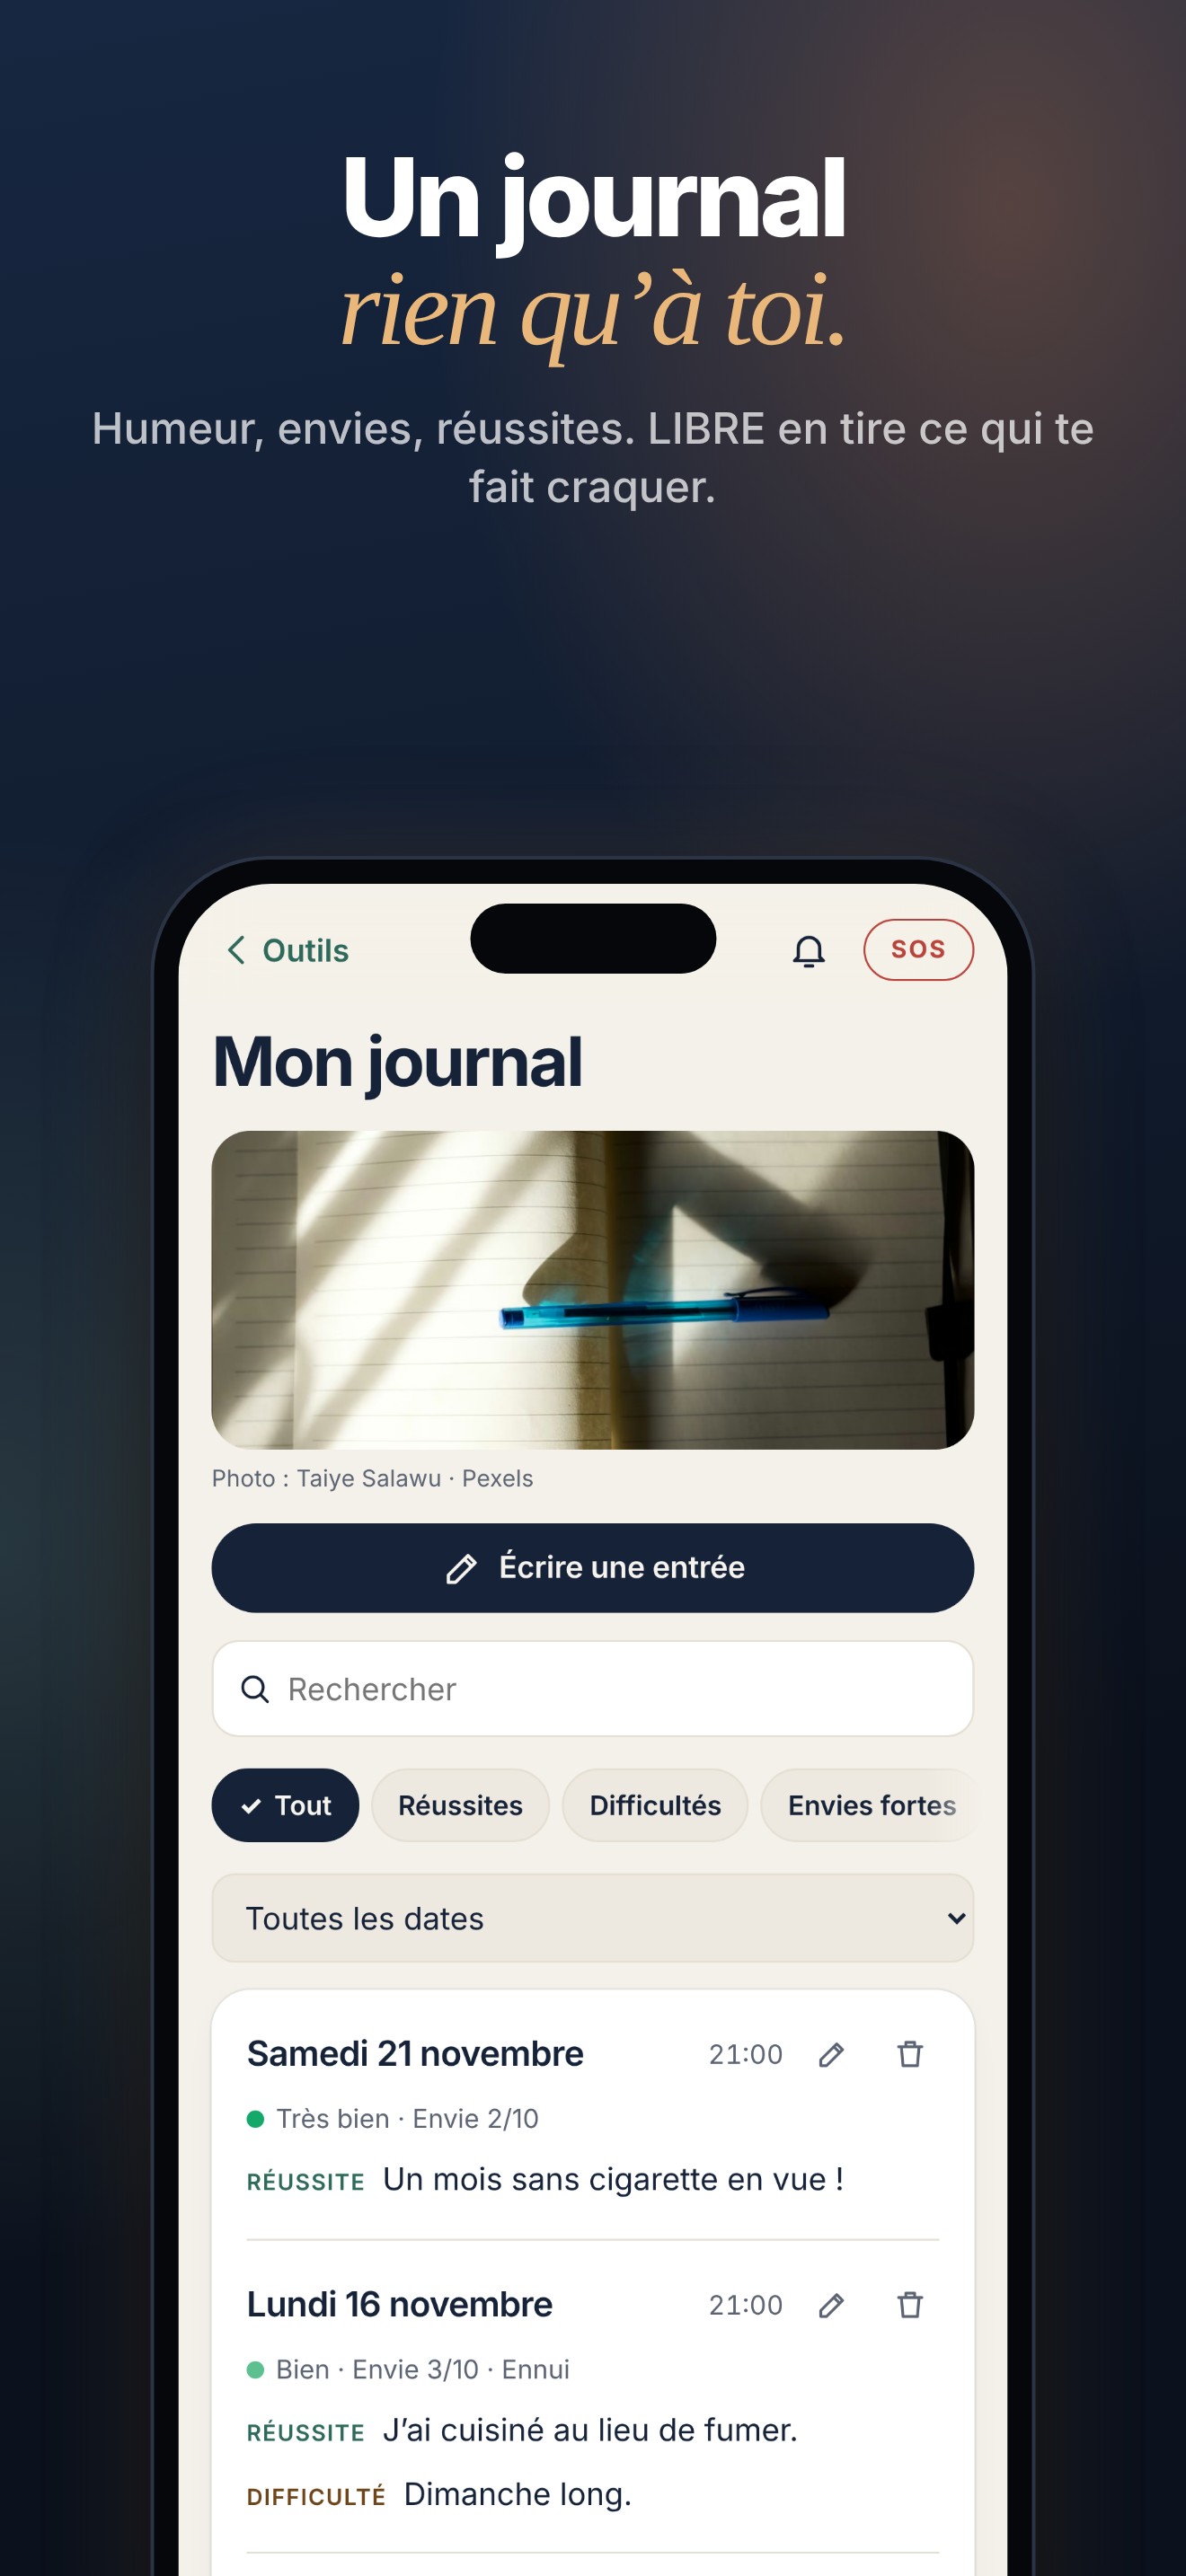 Un journal
rien qu’à toi.
Humeur, envies, réussites. LIBRE en tire ce qui te
fait craquer.
Outils
SOS
Mon journal
Photo : Taiye Salawu · Pexels
Écrire une entrée
Rechercher
Tout Réussites Difficultés Envies fortes
Toutes les dates
Samedi 21 novembre 21:00
Très bien · Envie 2/10
RÉUSSITE Un mois sans cigarette en vue !
Lundi 16 novembre 21:00
Bien · Envie 3/10 · Ennui
RÉUSSITE J’ai cuisiné au lieu de fumer.
DIFFICULTÉ Dimanche long.